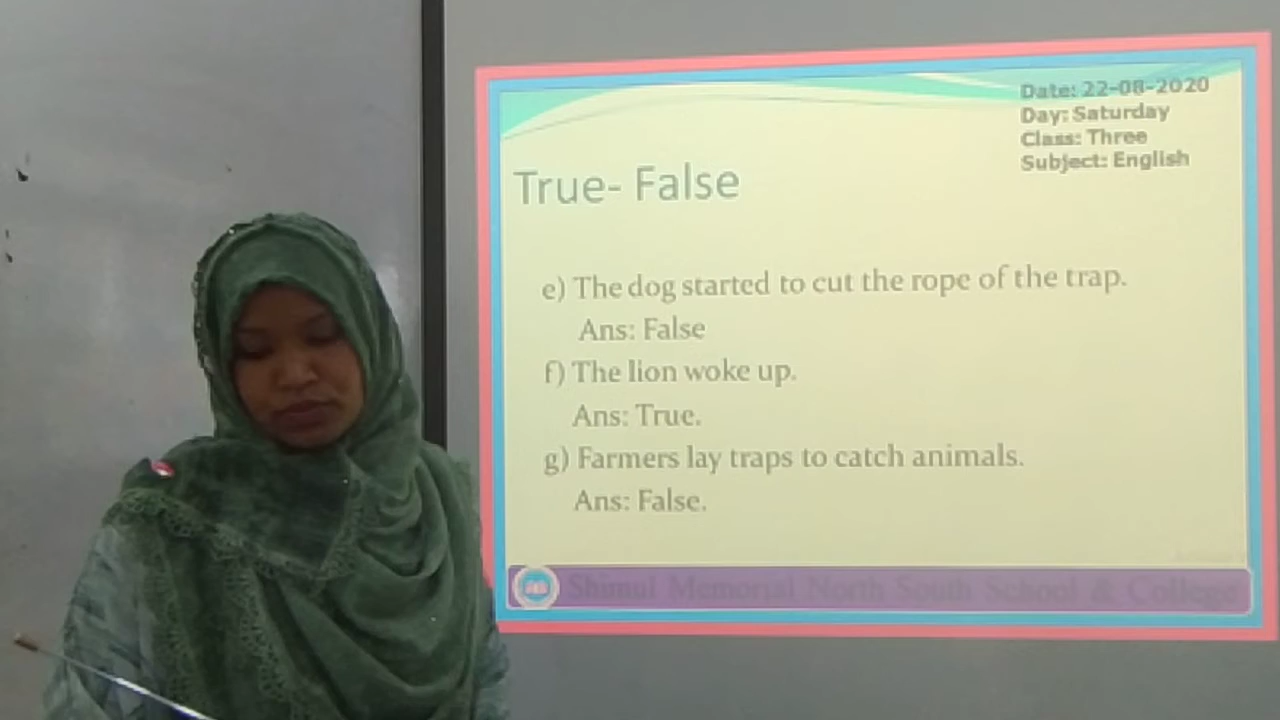 Date: 22-08-2020
Day: Saturday
Class: Three
Subject: English
True- False
e) The dog started to cut the rope of the trap.
Ans: False
f) The lion woke up.
Ans: True.
g) Farmers lay traps to catch animals.
Ans: False.
Shimul Memorial North South School & College